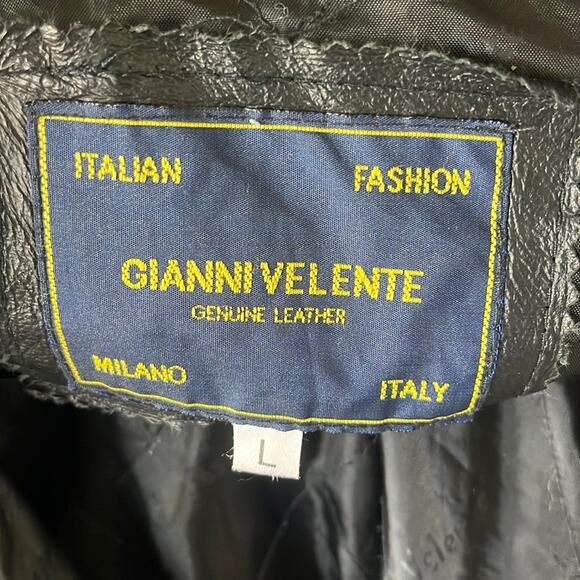 ITALIAN FASHION
GIANNI VELENTE
GENUINE LEATHER
MILANO ITALY
L